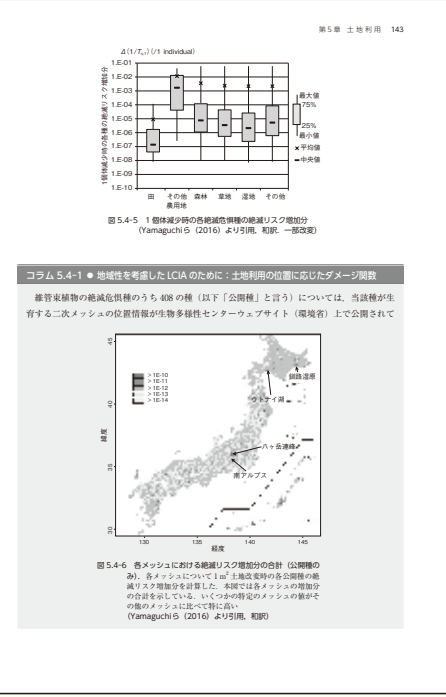 第5章 土地利用 143
Δ(1/Te,i) (/1 individual)
1個体減少時の各種の絶滅リスク増加分
1.E-01
1.E-02
1.E-03
1.E-04
1.E-05
1.E-06
1.E-07
1.E-08
1.E-09
1.E-10
最大値
75%
25%
最小値
×平均値
-中央値
田 その他 森林 草地 湿地 その他
農用地
図 5.4-5 1個体減少時の各絶滅危惧種の絶滅リスク増加分
(Yamaguchiら (2016) より引用, 和訳, 一部改変)
コラム 5.4-1 ● 地域性を考慮したLCIAのために:土地利用の位置に応じたダメージ関数
維管束植物の絶滅危惧種のうち408の種(以下「公開種」と言う)については, 当該種が生
育する二次メッシュの位置情報が生物多様性センターウェブサイト(環境省)上で公開されて
>1E-10
>1E-11
>1E-12
>1E-13
>1E-14
釧路湿原
ウトナイ湖
八ヶ岳連峰
南アルプス
緯度
45
40
35
30
130 135 140 145
経度
図 5.4-6 各メッシュにおける絶滅リスク増加分の合計(公開種の
み). 各メッシュについて1 m² 土地改変時の各公開種の絶
滅リスク増加分を計算した. 本図では各メッシュの増加分
の合計を示している. いくつかの特定のメッシュの値がそ
の他のメッシュに比べて特に高い
(Yamaguchiら (2016) より引用, 和訳)